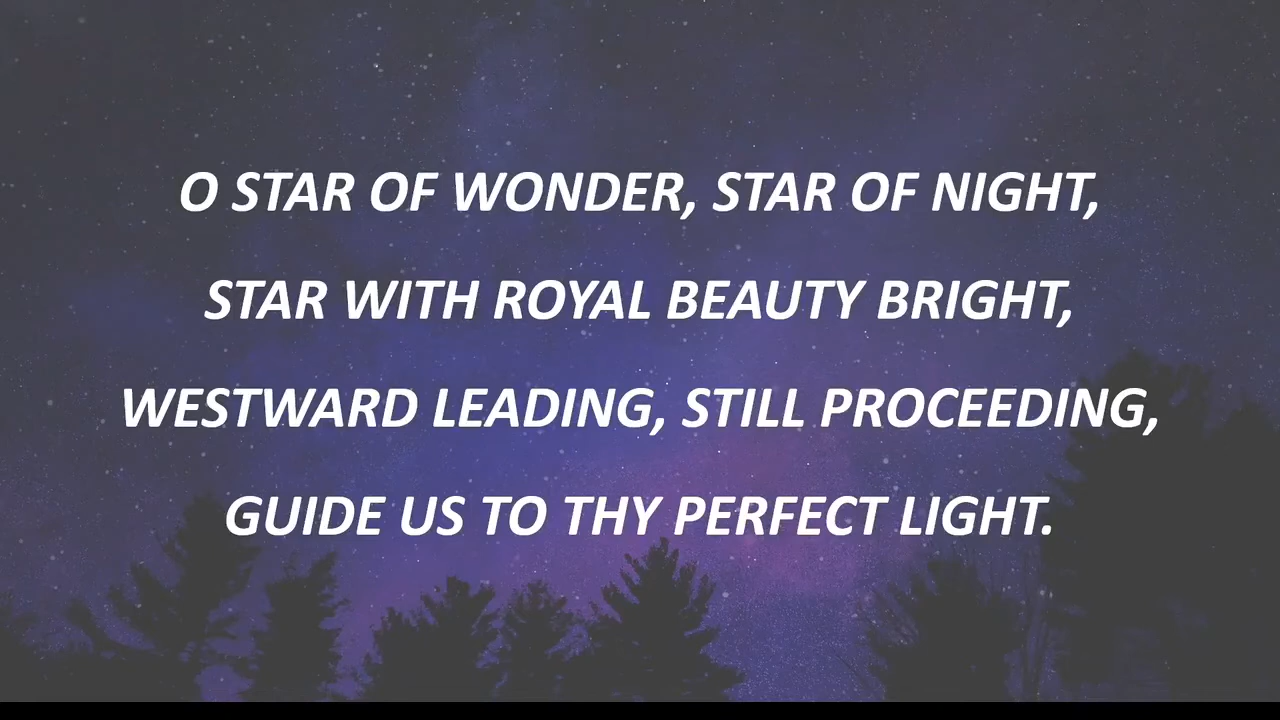 O STAR OF WONDER, STAR OF NIGHT,
STAR WITH ROYAL BEAUTY BRIGHT,
WESTWARD LEADING, STILL PROCEEDING,
GUIDE US TO THY PERFECT LIGHT.